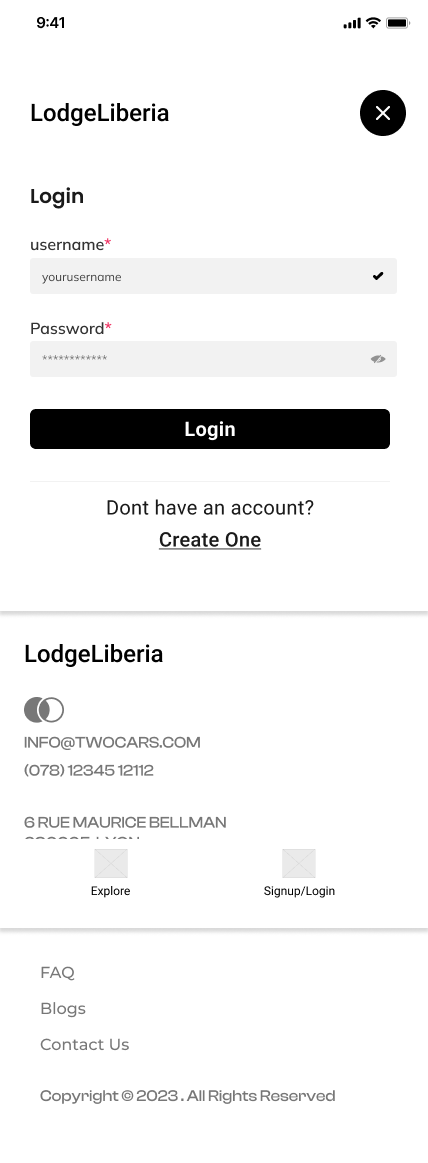 9:41
LodgeLiberia
Login
username*
yourusername
Password*
************
Login
Dont have an account?
Create One
LodgeLiberia
INFO@TWOCARS.COM
(078) 12345 12112
6 RUE MAURICE BELLMAN
Explore
Signup/Login
FAQ
Blogs
Contact Us
Copyright © 2023 . All Rights Reserved